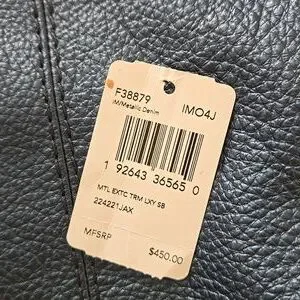 F38879 IMO4J
IM/Metallic Denim
1 92643 36565 0
MTL EXTC TRM LXY SB
224221JAX
MFSRP $450.00